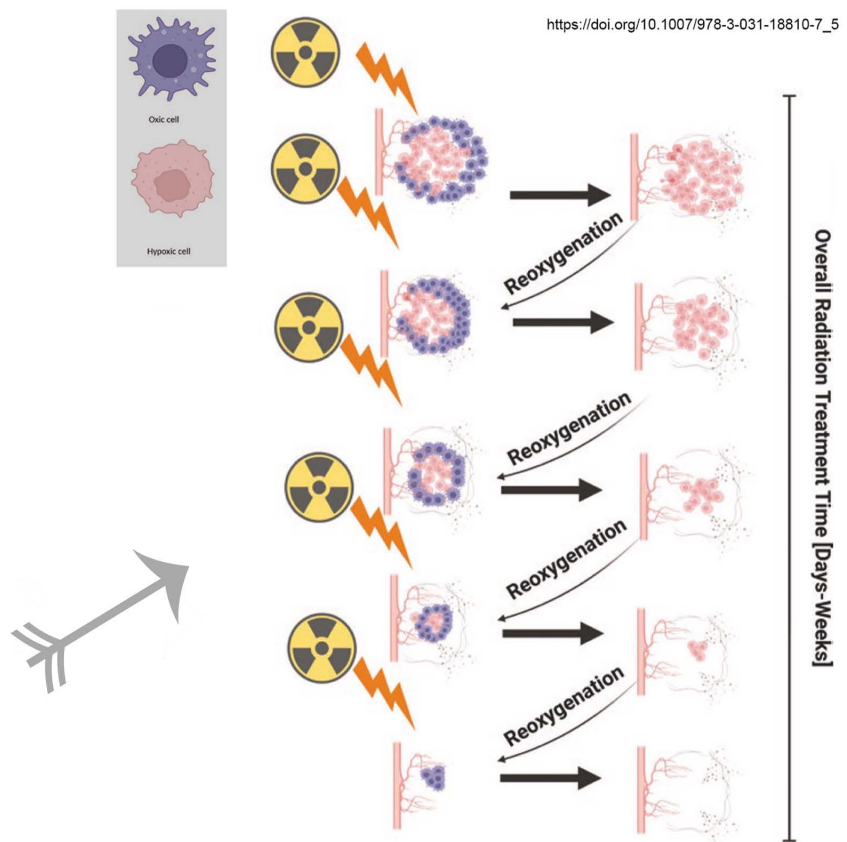 https://doi.org/10.1007/978-3-031-18810-7_5
Oxic cell
Hypoxic cell
Reoxygenation
Reoxygenation
Reoxygenation
Reoxygenation
Overall Radiation Treatment Time [Days-Weeks]